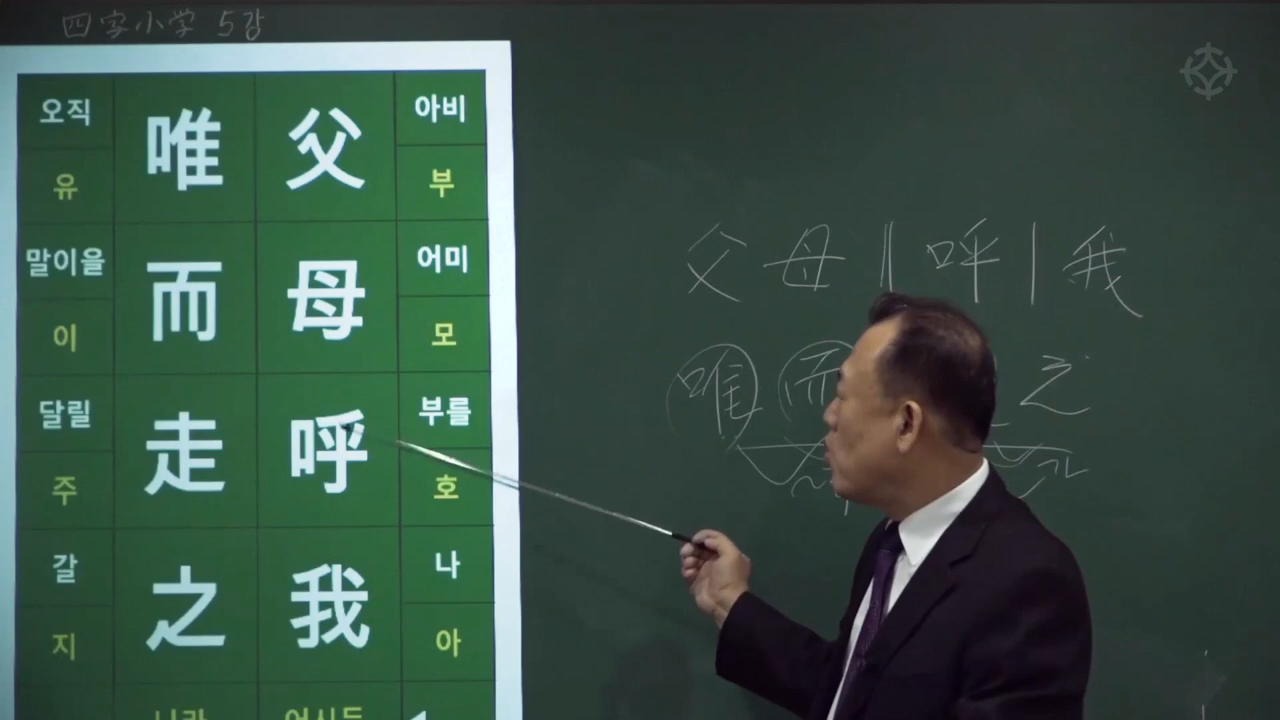 四字小学 5강
아비 부
父
어미 모
母
부를 호
呼
나 아
我
오직 유
唯
말이을 이
而
달릴 주
走
갈 지
之
父母 || 呼 | 我
唯而 之